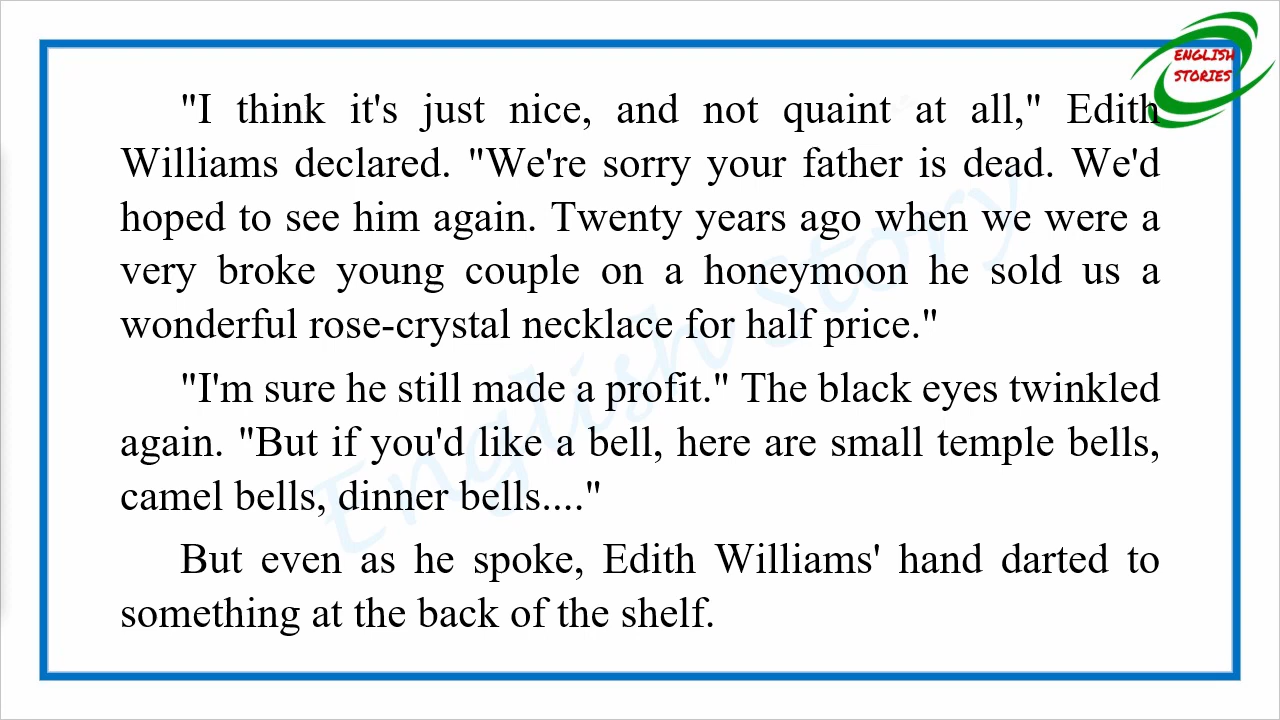 ENGLISH
STORIES
"I think it's just nice, and not quaint at all," Edith
Williams declared. "We're sorry your father is dead. We'd
hoped to see him again. Twenty years ago when we were a
very broke young couple on a honeymoon he sold us a
wonderful rose-crystal necklace for half price."
"I'm sure he still made a profit." The black eyes twinkled
again. "But if you'd like a bell, here are small temple bells,
camel bells, dinner bells...."
But even as he spoke, Edith Williams' hand darted to
something at the back of the shelf.
English Story